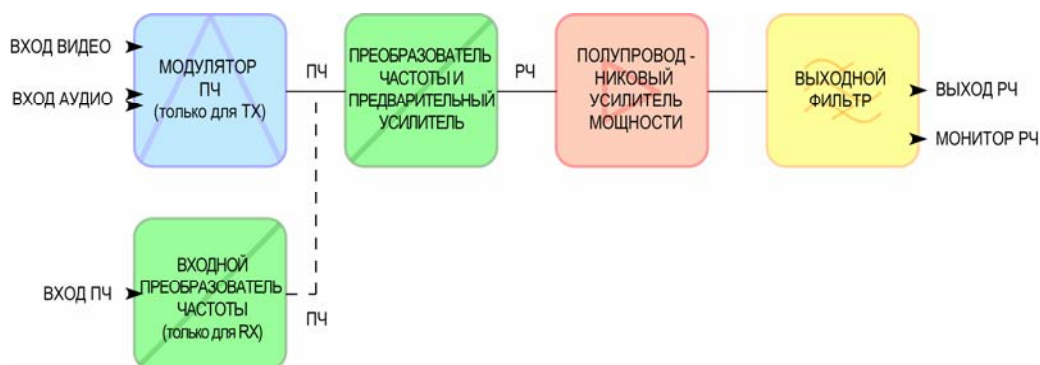 ВХОД ВИДЕО
ВХОД АУДИО
МОДУЛЯТОР
ПЧ
(только для TX)
ПЧ
ПРЕОБРАЗОВАТЕЛЬ
ЧАСТОТЫ И
ПРЕДВАРИТЕЛЬНЫЙ
УСИЛИТЕЛЬ
РЧ
ПОЛУПРОВОД -
НИКОВЫЙ
УСИЛИТЕЛЬ
МОЩНОСТИ
ВЫХОДНОЙ
ФИЛЬТР
ВЫХОД РЧ
МОНИТОР РЧ
ВХОД ПЧ
ВХОДНОЙ
ПРЕОБРАЗОВАТЕЛЬ
ЧАСТОТЫ
(только для RX)
ПЧ